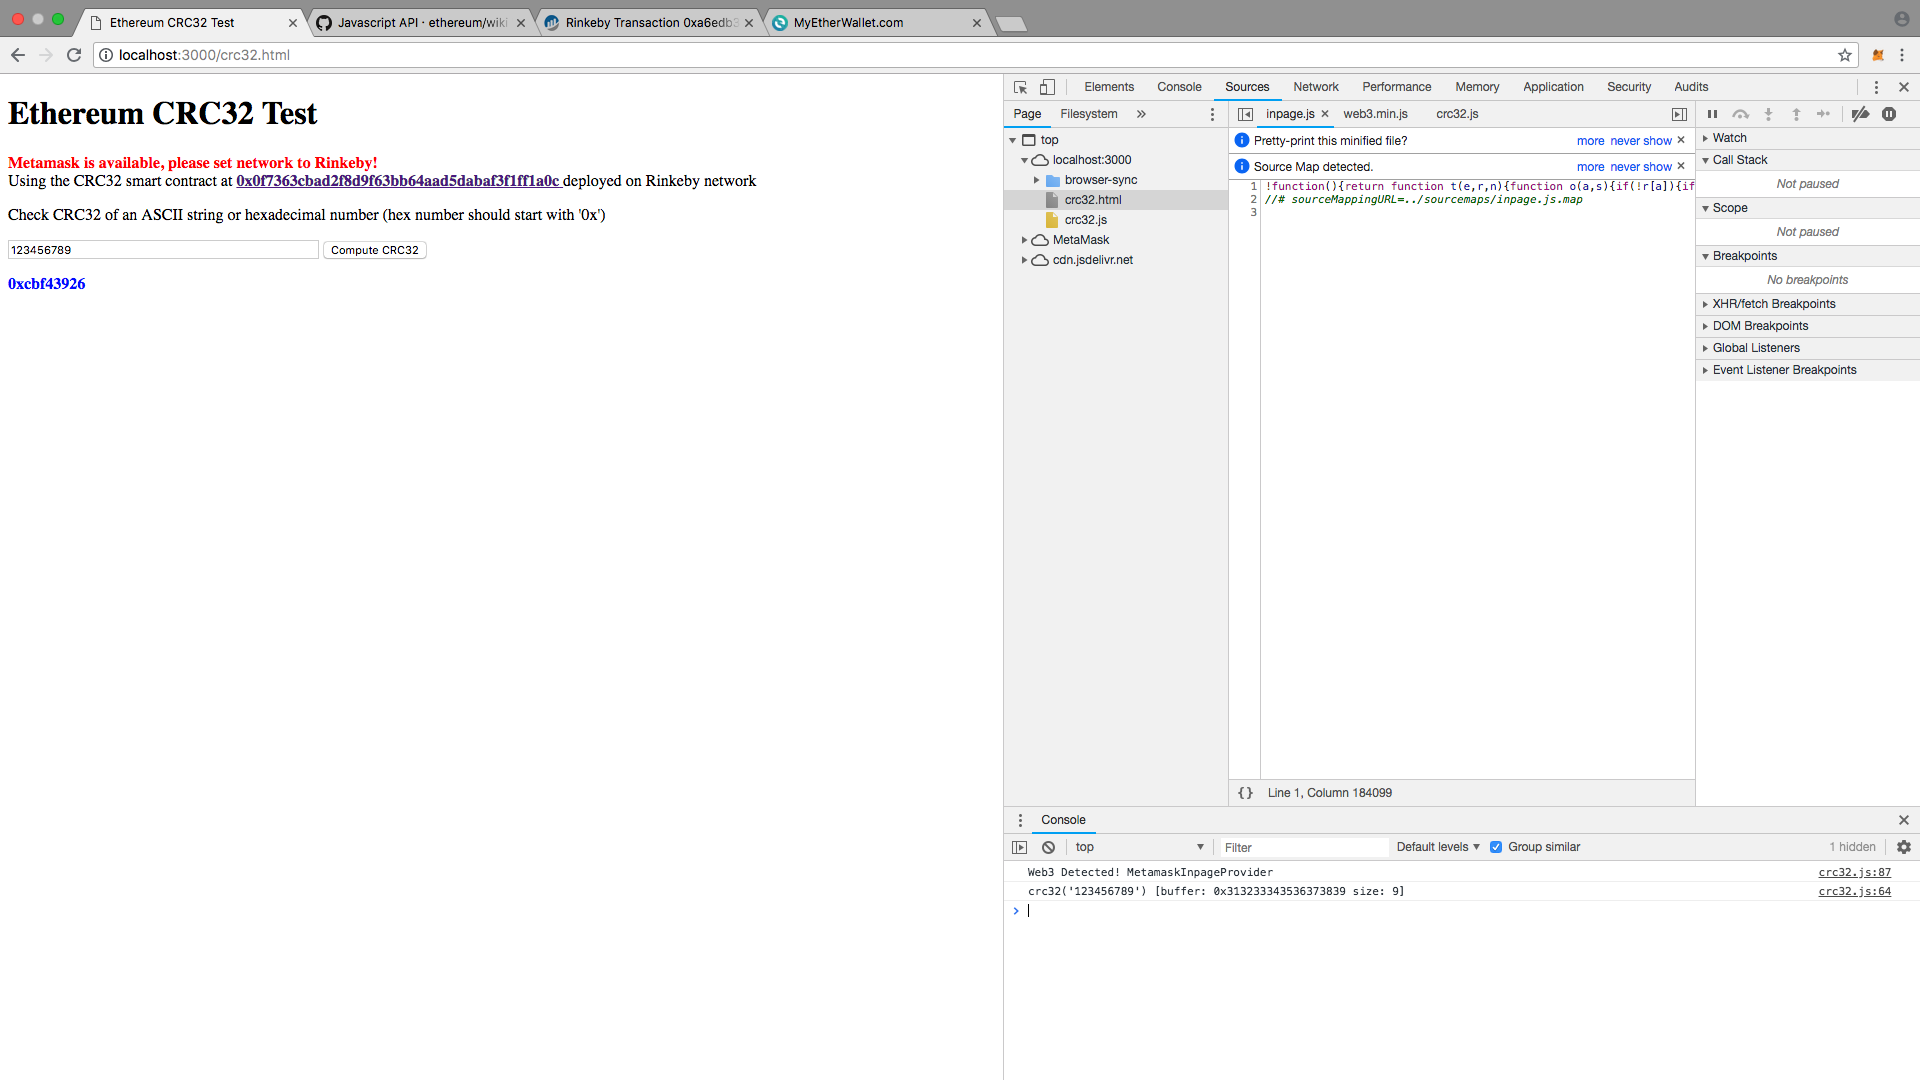 Ethereum CRC32 Test
Javascript API · ethereum/wiki
Rinkeby Transaction 0xa6edb3
MyEtherWallet.com
localhost:3000/crc32.html
Ethereum CRC32 Test
Metamask is available, please set network to Rinkeby!
Using the CRC32 smart contract at 0x0f7363cbad2f8d9f63bb64aad5dabaf3f1ff1a0c deployed on Rinkeby network
Check CRC32 of an ASCII string or hexadecimal number (hex number should start with '0x')
123456789 Compute CRC32
0xcbf43926
Elements Console Sources Network Performance Memory Application Security Audits
Page Filesystem »
top
localhost:3000
browser-sync
crc32.html
crc32.js
MetaMask
cdn.jsdelivr.net
inpage.js × web3.min.js crc32.js
Pretty-print this minified file? more never show ×
Source Map detected. more never show ×
1 !function(){return function t(e,r,n){function o(a,s){if(!r[a]){if
2 //# sourceMappingURL=../sourcemaps/inpage.js.map
3
{} Line 1, Column 184099
Watch
Call Stack
Not paused
Scope
Not paused
Breakpoints
No breakpoints
XHR/fetch Breakpoints
DOM Breakpoints
Global Listeners
Event Listener Breakpoints
Console
top Filter Default levels Group similar 1 hidden
Web3 Detected! MetamaskInpageProvider crc32.js:87
crc32('123456789') [buffer: 0x313233343536373839 size: 9] crc32.js:64